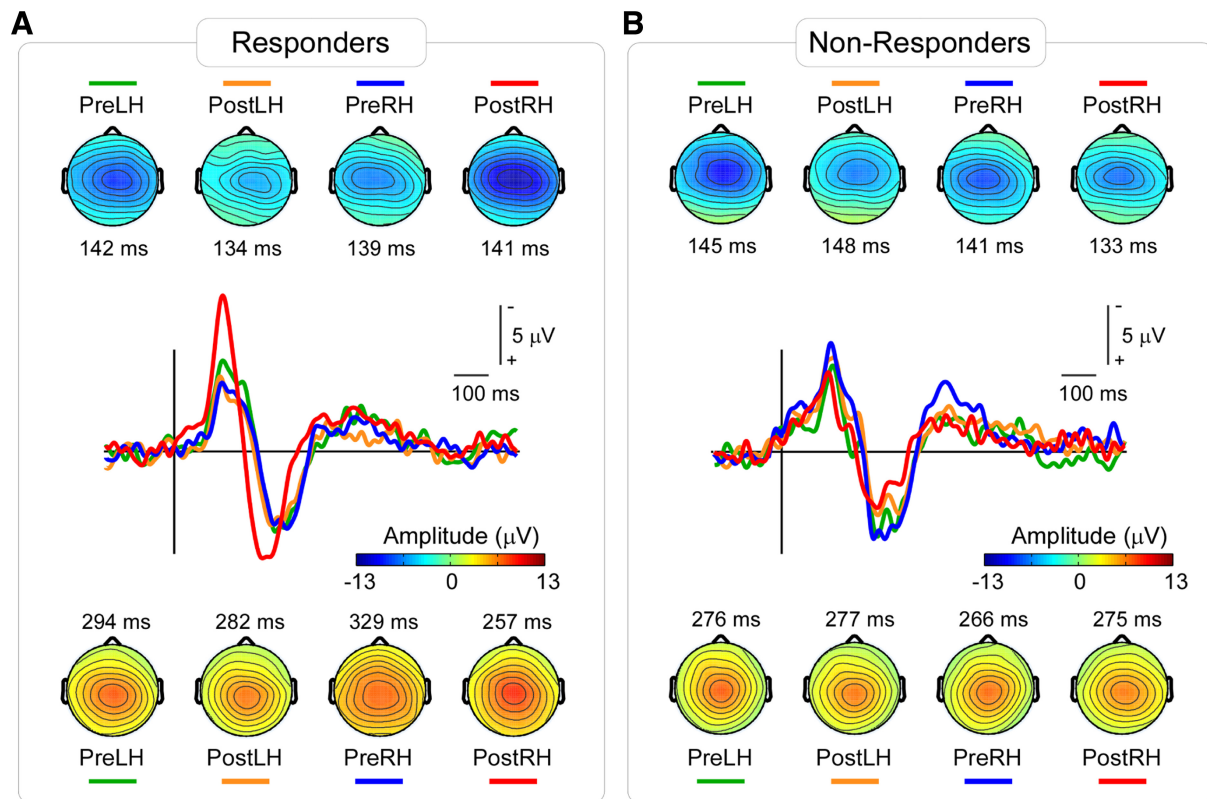 A
Responders
PreLH PostLH PreRH PostRH
142 ms 134 ms 139 ms 141 ms
-
5 μV
+
100 ms
Amplitude (μV)
-13 0 13
294 ms 282 ms 329 ms 257 ms
PreLH PostLH PreRH PostRH
B
Non-Responders
PreLH PostLH PreRH PostRH
145 ms 148 ms 141 ms 133 ms
-
5 μV
+
100 ms
Amplitude (μV)
-13 0 13
276 ms 277 ms 266 ms 275 ms
PreLH PostLH PreRH PostRH